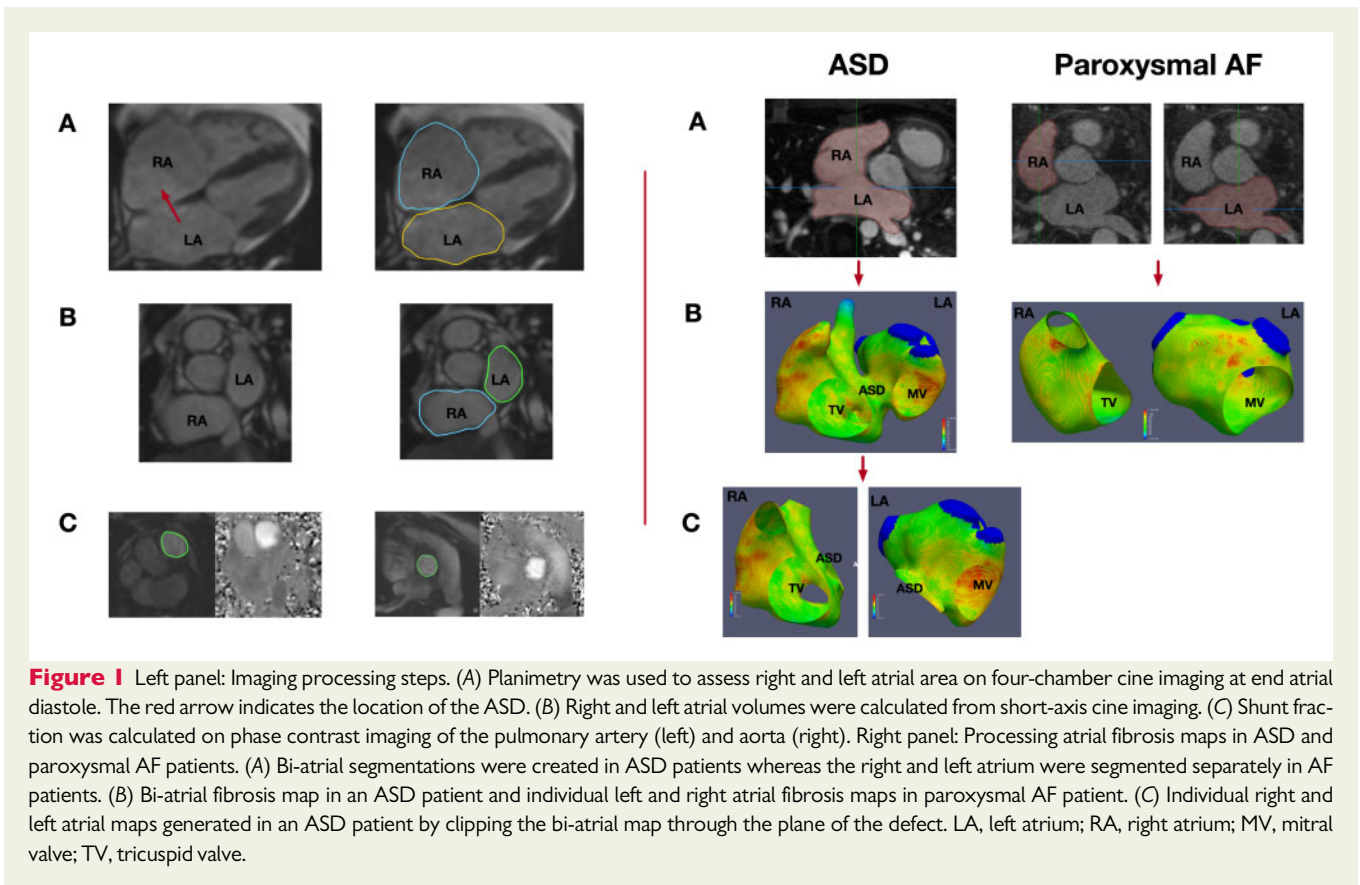 ASD
Paroxysmal AF
A
RA
LA
RA
LA
B
RA
LA
RA
LA
C
A
RA
LA
RA
LA
RA
LA
B
RA
LA
ASD
TV
MV
RA
LA
TV
MV
C
RA
ASD
TV
LA
ASD
MV
Figure 1 Left panel: Imaging processing steps. (A) Planimetry was used to assess right and left atrial area on four-chamber cine imaging at end atrial
diastole. The red arrow indicates the location of the ASD. (B) Right and left atrial volumes were calculated from short-axis cine imaging. (C) Shunt frac-
tion was calculated on phase contrast imaging of the pulmonary artery (left) and aorta (right). Right panel: Processing atrial fibrosis maps in ASD and
paroxysmal AF patients. (A) Bi-atrial segmentations were created in ASD patients whereas the right and left atrium were segmented separately in AF
patients. (B) Bi-atrial fibrosis map in an ASD patient and individual left and right atrial fibrosis maps in paroxysmal AF patient. (C) Individual right and
left atrial maps generated in an ASD patient by clipping the bi-atrial map through the plane of the defect. LA, left atrium; RA, right atrium; MV, mitral
valve; TV, tricuspid valve.